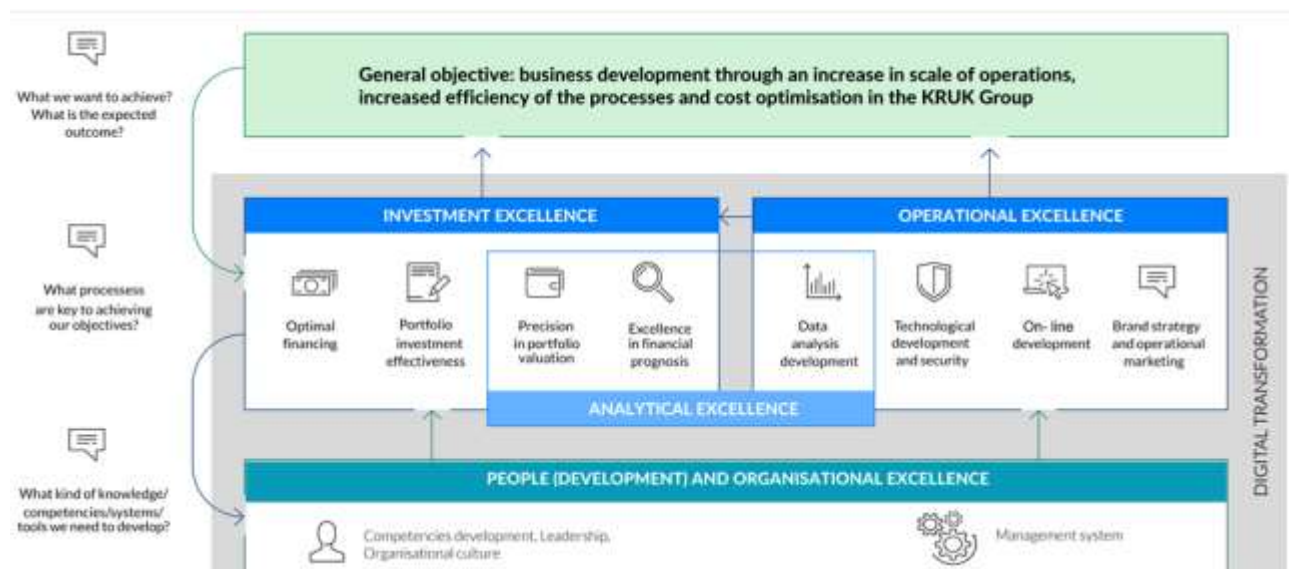 General objective: business development through an increase in scale of operations,
increased efficiency of the processes and cost optimisation in the KRUK Group
What we want to achieve?
What is the expected
outcome?
INVESTMENT EXCELLENCE
OPERATIONAL EXCELLENCE
What processess
are key to achieving
our objectives?
Optimal
financing
Portfolio
investment
effectiveness
Precision
in portfolio
valuation
Excellence
in financial
prognosis
Data
analysis
development
Technological
development
and security
On- line
development
Brand strategy
and operational
marketing
ANALYTICAL EXCELLENCE
DIGITAL TRANSFORMATION
PEOPLE (DEVELOPMENT) AND ORGANISATIONAL EXCELLENCE
What kind of knowledge/
competencies/systems/
tools we need to develop?
Competencies development, Leadership,
Organisational culture
Management system